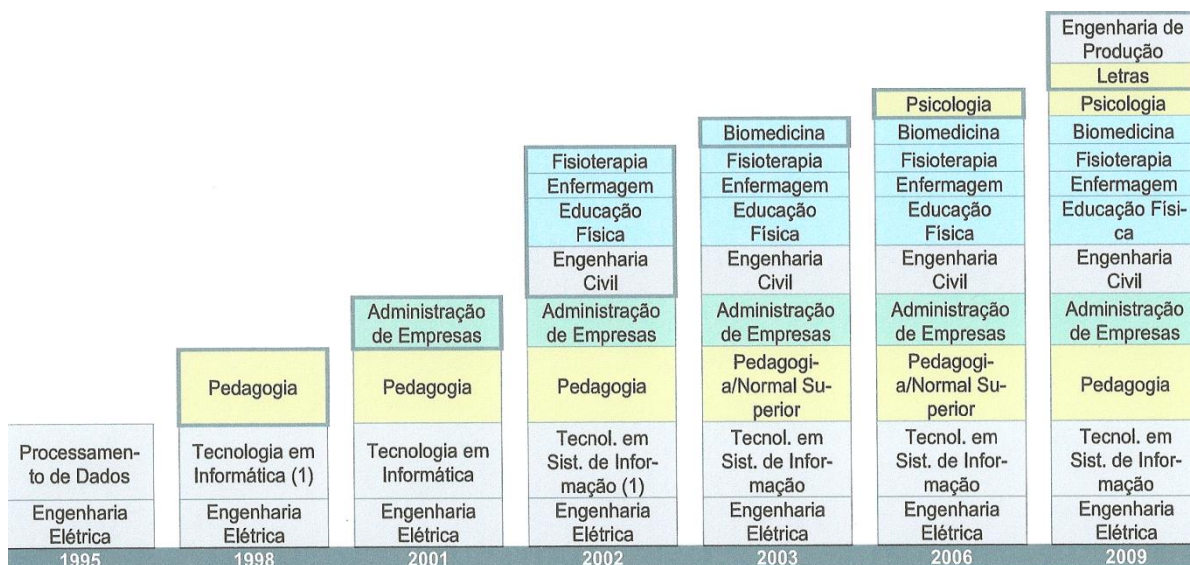 Processamen-
to de Dados
Engenharia
Elétrica
1995
Pedagogia
Tecnologia em
Informática (1)
Engenharia
Elétrica
1998
Administração
de Empresas
Pedagogia
Tecnologia em
Informática
Engenharia
Elétrica
2001
Fisioterapia
Enfermagem
Educação
Física
Engenharia
Civil
Administração
de Empresas
Pedagogia
Tecnol. em
Sist. de Infor-
mação (1)
Engenharia
Elétrica
2002
Biomedicina
Fisioterapia
Enfermagem
Educação
Física
Engenharia
Civil
Administração
de Empresas
Pedagogi-
a/Normal Su-
perior
Tecnol. em
Sist. de Infor-
mação
Engenharia
Elétrica
2003
Psicologia
Biomedicina
Fisioterapia
Enfermagem
Educação
Física
Engenharia
Civil
Administração
de Empresas
Pedagogi-
a/Normal Su-
perior
Tecnol. em
Sist. de Infor-
mação
Engenharia
Elétrica
2006
Engenharia de
Produção
Letras
Psicologia
Biomedicina
Fisioterapia
Enfermagem
Educação Físi-
ca
Engenharia
Civil
Administração
de Empresas
Pedagogia
Tecnol. em
Sist. de Infor-
mação
Engenharia
Elétrica
2009